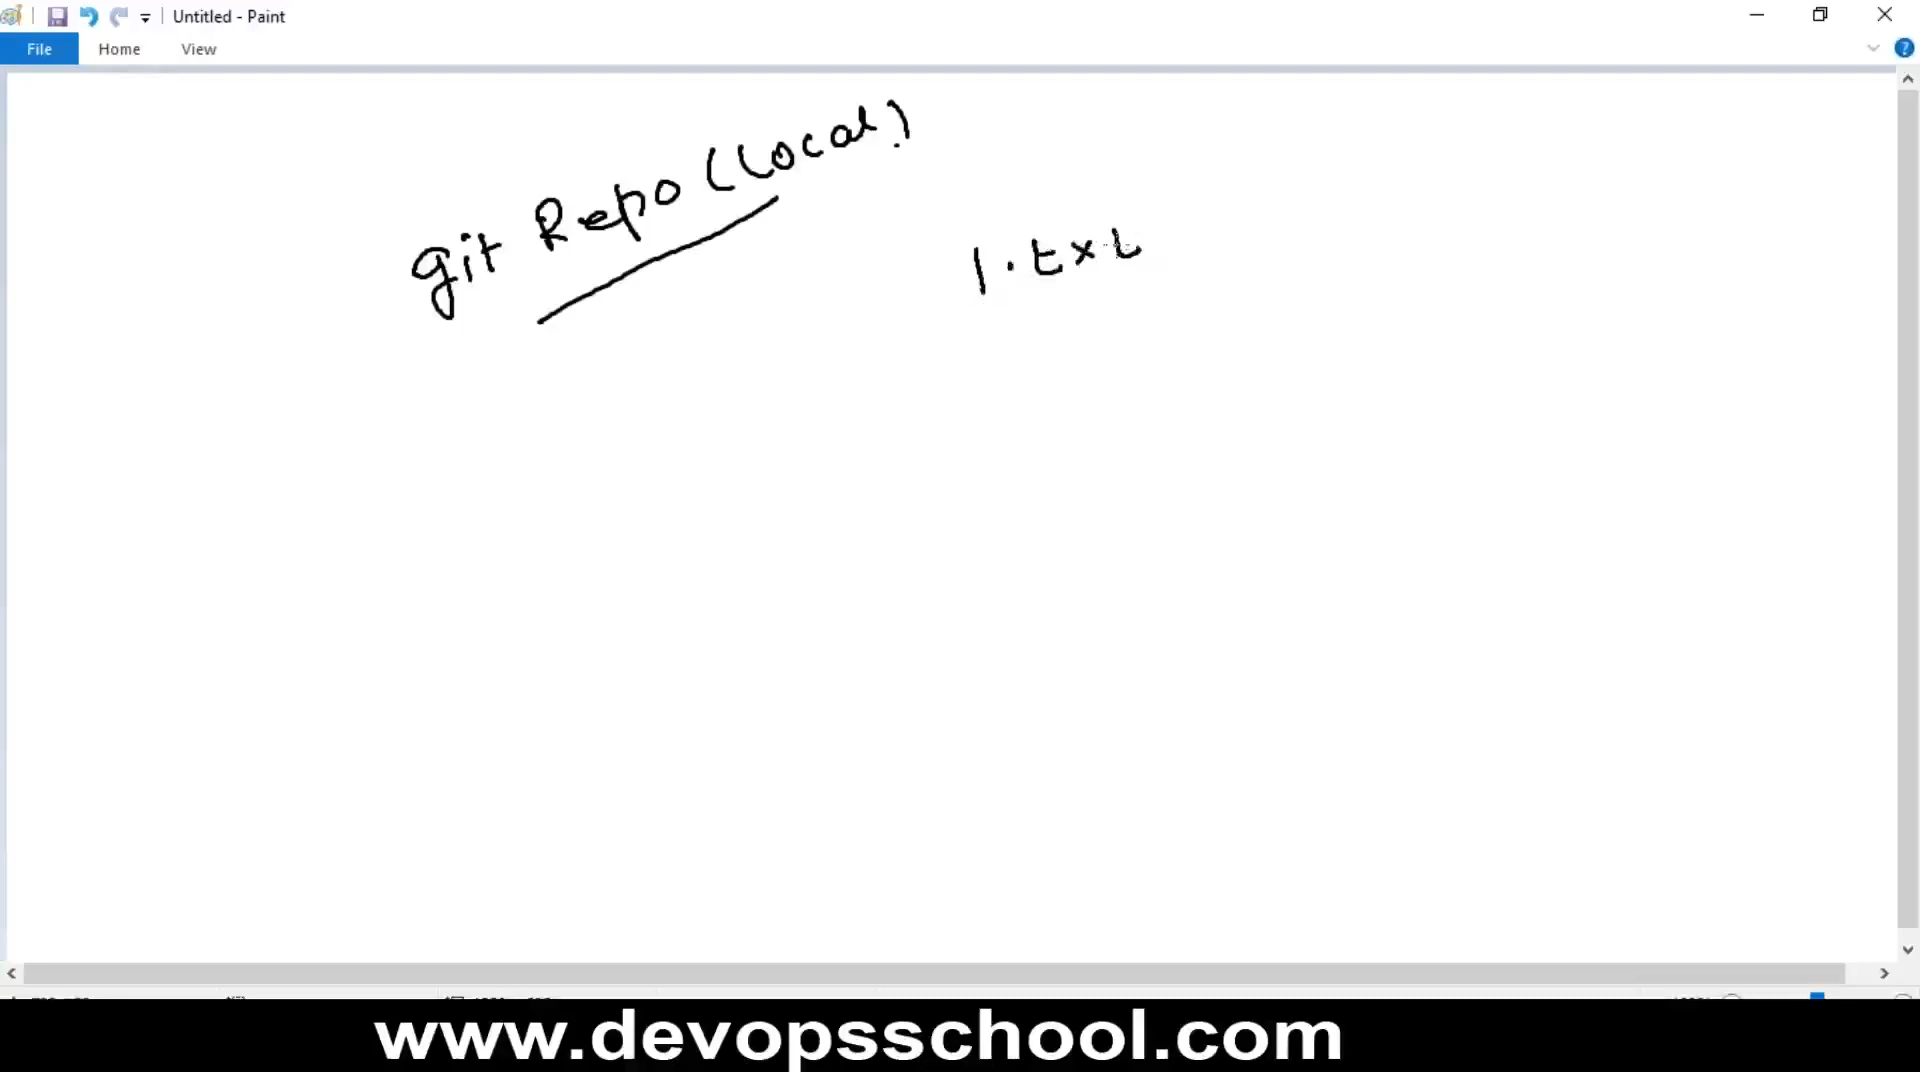 Untitled - Paint
File Home View
git Repo (Local)
1.txt
www.devopsschool.com